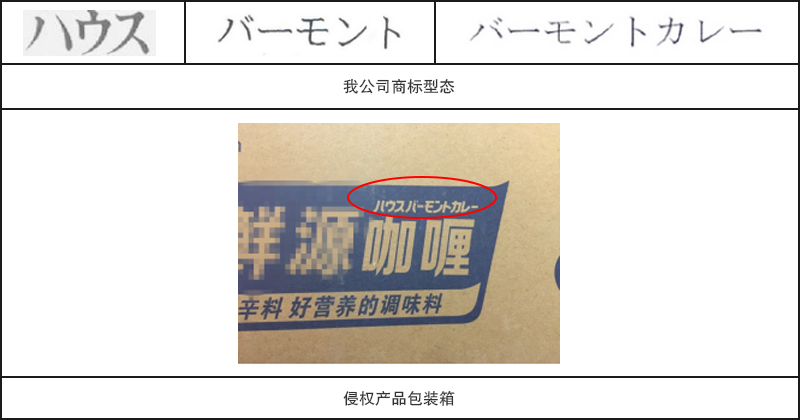 ハウス
バーモント
バーモントカレー
我公司商标型态
ハウスバーモントカレー
鲜源咖喱
辛料 好营养的调味料
侵权产品包装箱